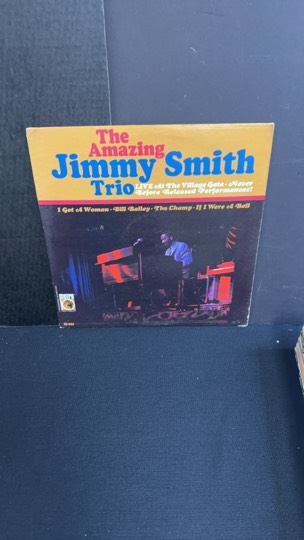 The
Amazing
Jimmy Smith
Trio LIVE At The Village Gate · Never
Before Released Performances!
I Got A Woman · Bill Bailey · The Champ · If I Were A Bell